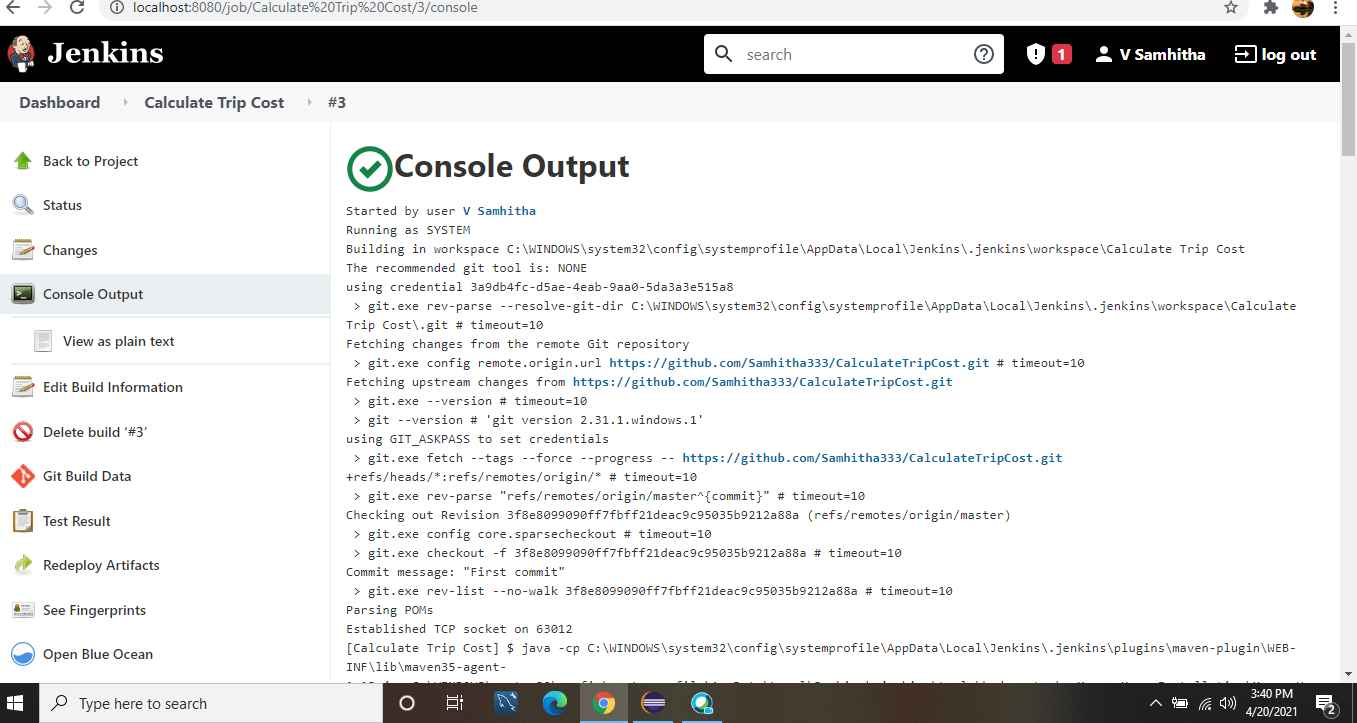 localhost:8080/job/Calculate%20Trip%20Cost/3/console
Jenkins
search
1
V Samhitha
log out
Dashboard
Calculate Trip Cost
#3
Back to Project
Status
Changes
Console Output
View as plain text
Edit Build Information
Delete build ‘#3’
Git Build Data
Test Result
Redeploy Artifacts
See Fingerprints
Open Blue Ocean
Console Output
Started by user V Samhitha
Running as SYSTEM
Building in workspace C:\WINDOWS\system32\config\systemprofile\AppData\Local\Jenkins\.jenkins\workspace\Calculate Trip Cost
The recommended git tool is: NONE
using credential 3a9db4fc-d5ae-4eab-9aa0-5da3a3e515a8
> git.exe rev-parse --resolve-git-dir C:\WINDOWS\system32\config\systemprofile\AppData\Local\Jenkins\.jenkins\workspace\Calculate
Trip Cost\.git # timeout=10
Fetching changes from the remote Git repository
> git.exe config remote.origin.url https://github.com/Samhitha333/CalculateTripCost.git # timeout=10
Fetching upstream changes from https://github.com/Samhitha333/CalculateTripCost.git
> git.exe --version # timeout=10
> git --version # 'git version 2.31.1.windows.1'
using GIT_ASKPASS to set credentials
> git.exe fetch --tags --force --progress -- https://github.com/Samhitha333/CalculateTripCost.git
+refs/heads/*:refs/remotes/origin/* # timeout=10
> git.exe rev-parse "refs/remotes/origin/master^{commit}" # timeout=10
Checking out Revision 3f8e8099090ff7fbff21deac9c95035b9212a88a (refs/remotes/origin/master)
> git.exe config core.sparsecheckout # timeout=10
> git.exe checkout -f 3f8e8099090ff7fbff21deac9c95035b9212a88a # timeout=10
Commit message: "First commit"
> git.exe rev-list --no-walk 3f8e8099090ff7fbff21deac9c95035b9212a88a # timeout=10
Parsing POMs
Established TCP socket on 63012
[Calculate Trip Cost] $ java -cp C:\WINDOWS\system32\config\systemprofile\AppData\Local\Jenkins\.jenkins\plugins\maven-plugin\WEB-
INF\lib\maven35-agent-
Type here to search
3:40 PM
4/20/2021
2